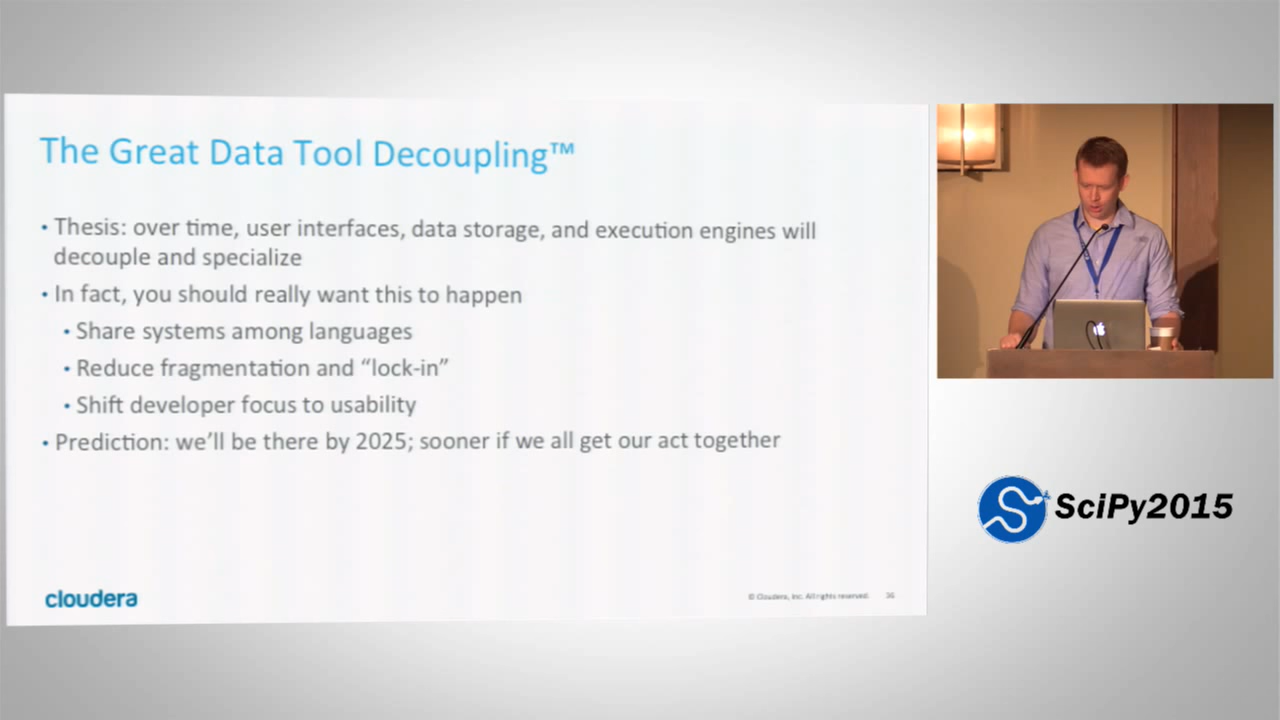 The Great Data Tool Decoupling™
• Thesis: over time, user interfaces, data storage, and execution engines will
decouple and specialize
• In fact, you should really want this to happen
• Share systems among languages
• Reduce fragmentation and “lock-in”
• Shift developer focus to usability
• Prediction: we’ll be there by 2025; sooner if we all get our act together
cloudera
© Cloudera, Inc. All rights reserved. 36
SciPy2015